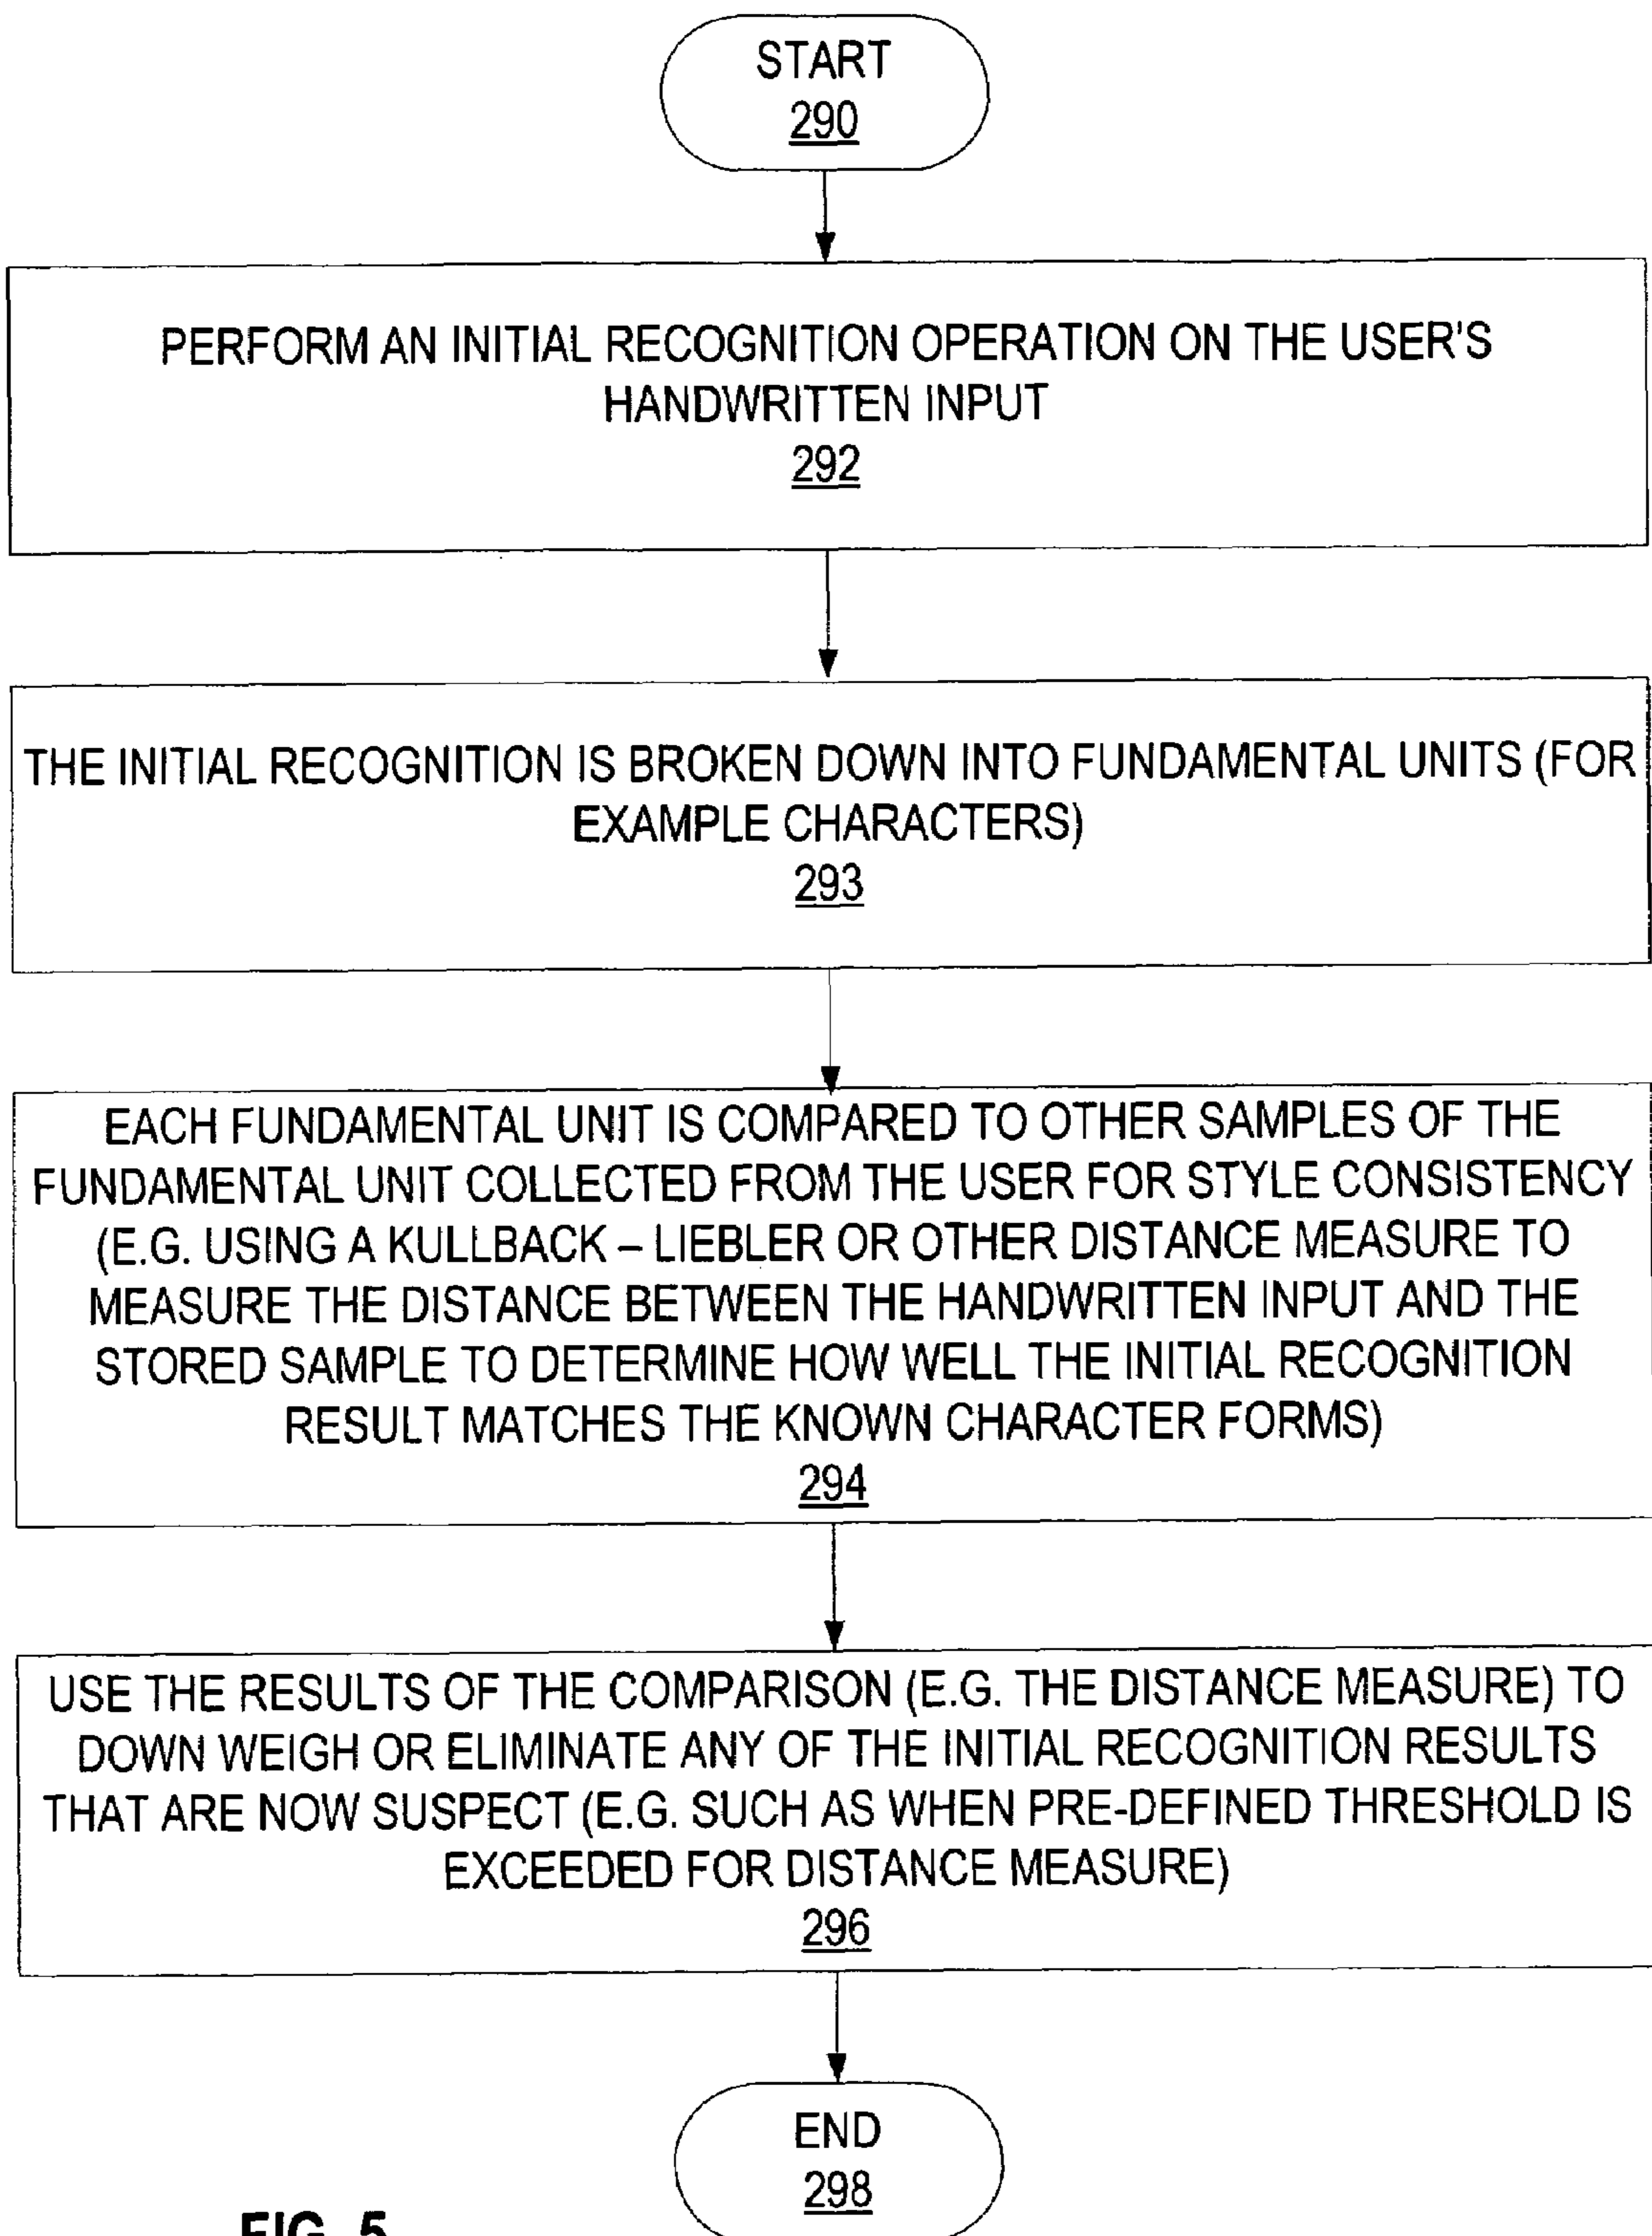 START
290
PERFORM AN INITIAL RECOGNITION OPERATION ON THE USER'S
HANDWRITTEN INPUT
292
THE INITIAL RECOGNITION IS BROKEN DOWN INTO FUNDAMENTAL UNITS (FOR
EXAMPLE CHARACTERS)
293
EACH FUNDAMENTAL UNIT IS COMPARED TO OTHER SAMPLES OF THE
FUNDAMENTAL UNIT COLLECTED FROM THE USER FOR STYLE CONSISTENCY
(E.G. USING A KULLBACK – LIEBLER OR OTHER DISTANCE MEASURE TO
MEASURE THE DISTANCE BETWEEN THE HANDWRITTEN INPUT AND THE
STORED SAMPLE TO DETERMINE HOW WELL THE INITIAL RECOGNITION
RESULT MATCHES THE KNOWN CHARACTER FORMS)
294
USE THE RESULTS OF THE COMPARISON (E.G. THE DISTANCE MEASURE) TO
DOWN WEIGH OR ELIMINATE ANY OF THE INITIAL RECOGNITION RESULTS
THAT ARE NOW SUSPECT (E.G. SUCH AS WHEN PRE-DEFINED THRESHOLD IS
EXCEEDED FOR DISTANCE MEASURE)
296
END
298
FIG. 5